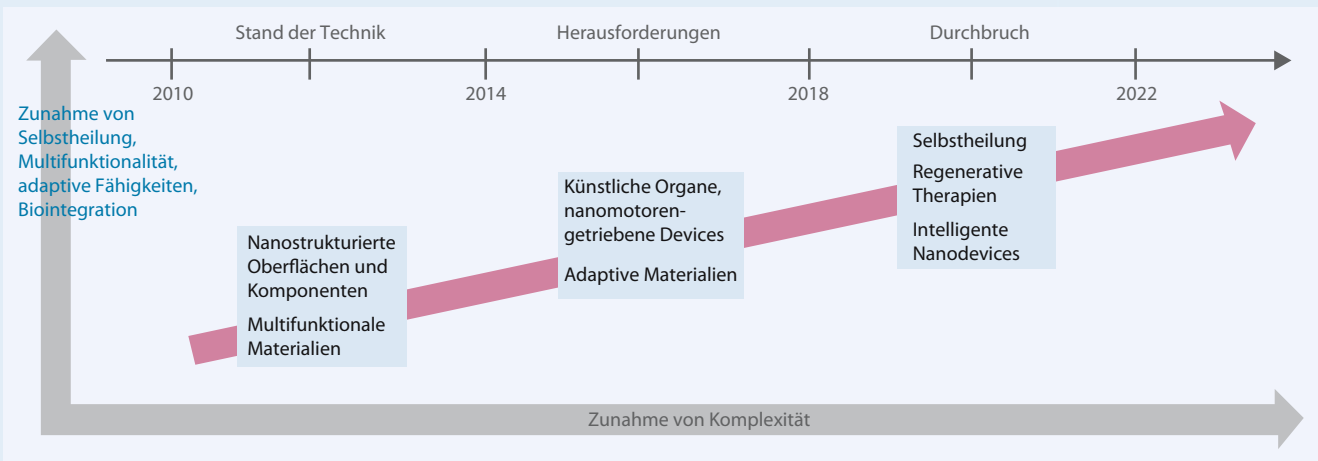 Stand der Technik
Herausforderungen
Durchbruch
2010
2014
2018
2022
Zunahme von
Selbstheilung,
Multifunktionalität,
adaptive Fähigkeiten,
Biointegration
Nanostrukturierte
Oberflächen und
Komponenten
Multifunktionale
Materialien
Künstliche Organe,
nanomotoren-
getriebene Devices
Adaptive Materialien
Selbstheilung
Regenerative
Therapien
Intelligente
Nanodevices
Zunahme von Komplexität